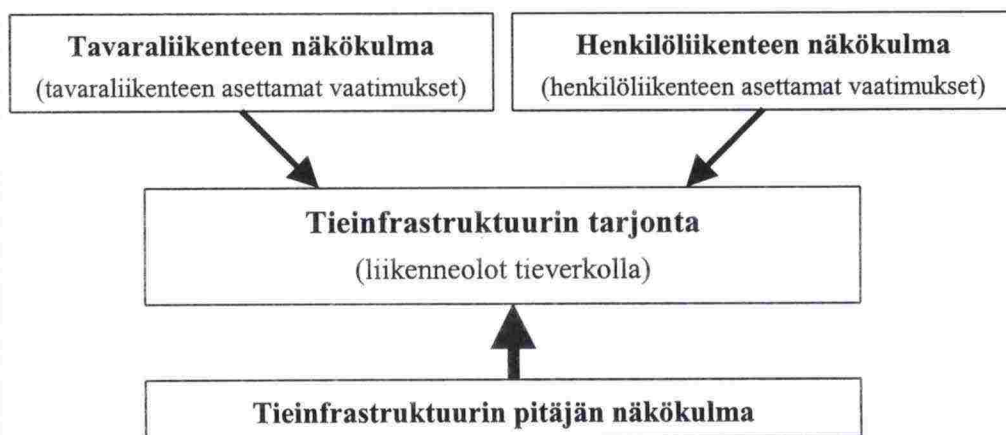 Tavaraliikenteen näkökulma
(tavaraliikenteen asettamat vaatimukset)
Henkilöliikenteen näkökulma
(henkilöliikenteen asettamat vaatimukset)
Tieinfrastruktuurin tarjonta
(liikenneolot tieverkolla)
Tieinfrastruktuurin pitäjän näkökulma